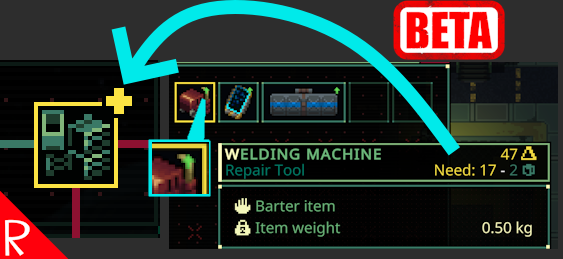 BETA
WELDING MACHINE 47
Repair Tool Need: 17 - 2
Barter item
Item weight 0.50 kg
R